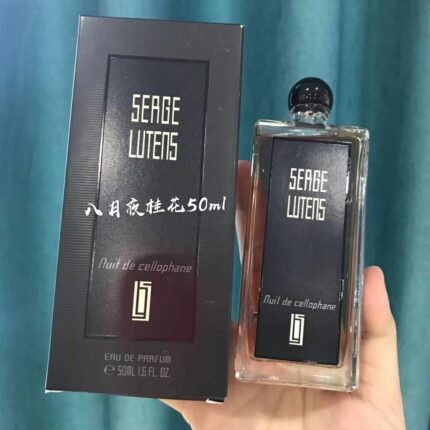 SERGE
LUTENS
八月夜桂花50ml
Nuit de cellophane
EAU DE PARFUM
℮ 50ML 1.6 FL. OZ.
SERGE
LUTENS
Nuit de cellophane